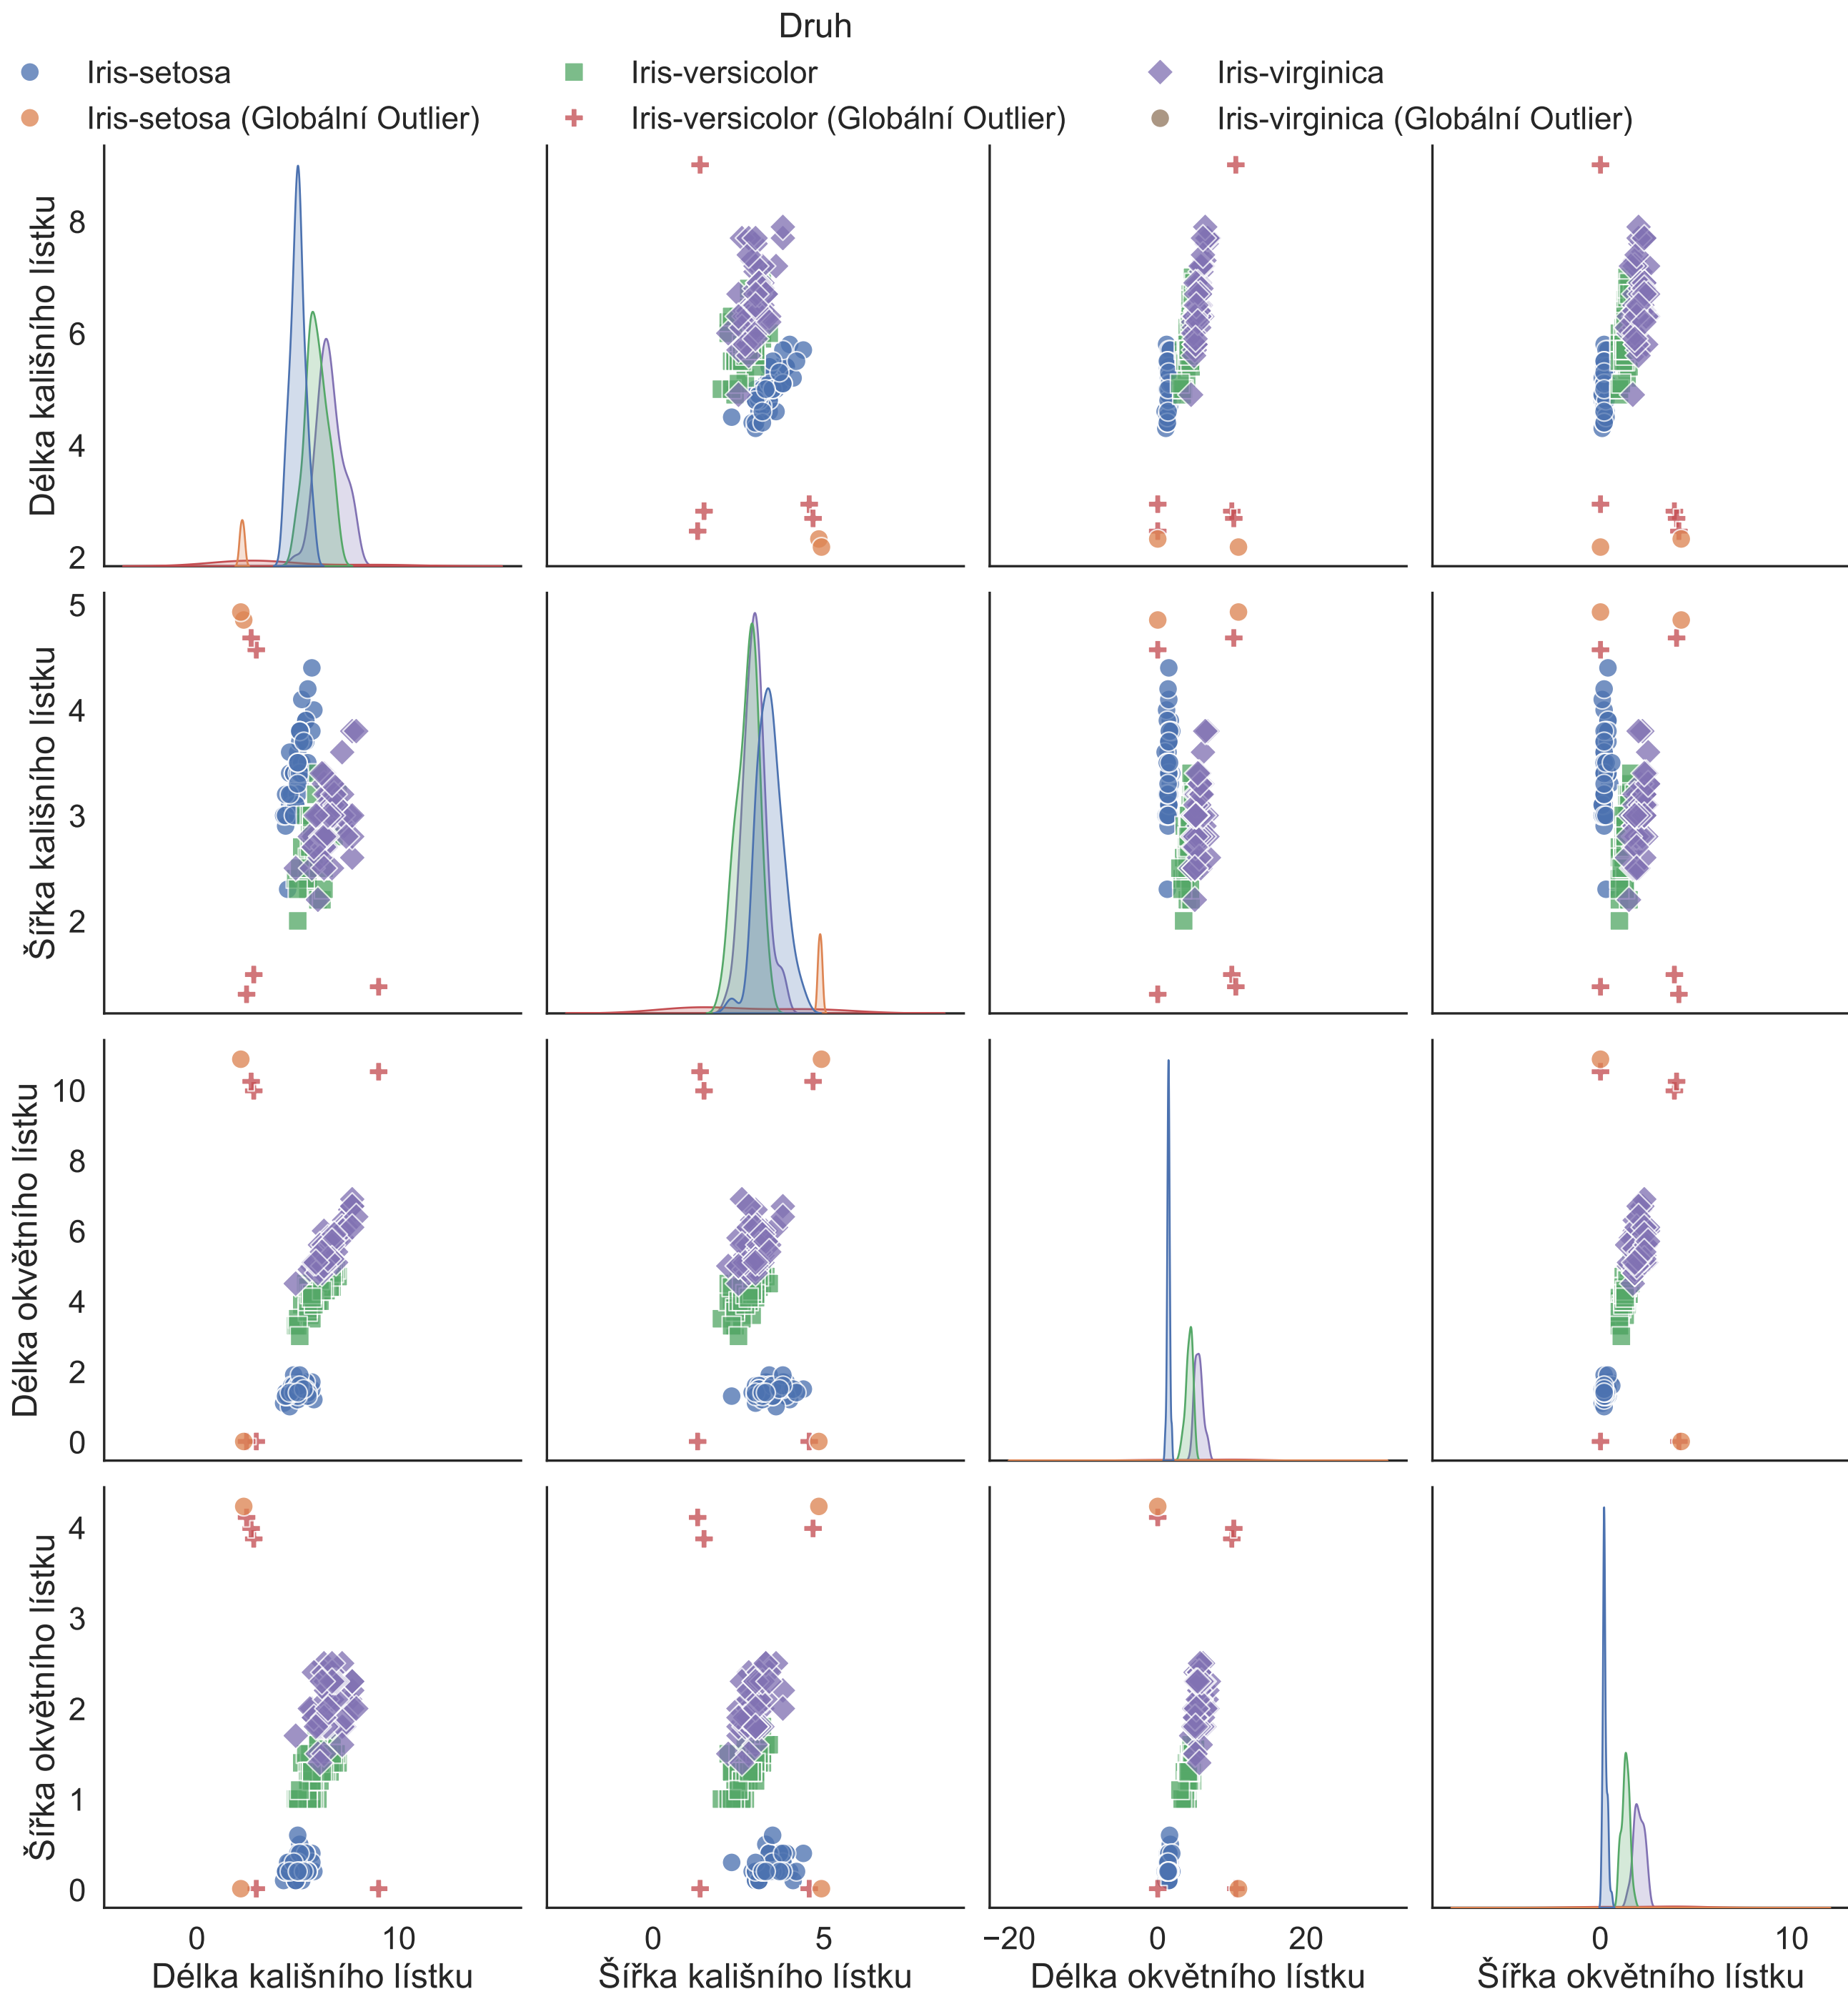 Druh
Iris-setosa
Iris-versicolor
Iris-virginica
Iris-setosa (Globální Outlier)
Iris-versicolor (Globální Outlier)
Iris-virginica (Globální Outlier)
Délka kališního lístku
8
6
4
2
Šířka kališního lístku
5
4
3
2
Délka okvětního lístku
10
8
6
4
2
0
Šířka okvětního lístku
4
3
2
1
0
0 10
0 5
−20 0 20
0 10
Délka kališního lístku
Šířka kališního lístku
Délka okvětního lístku
Šířka okvětního lístku